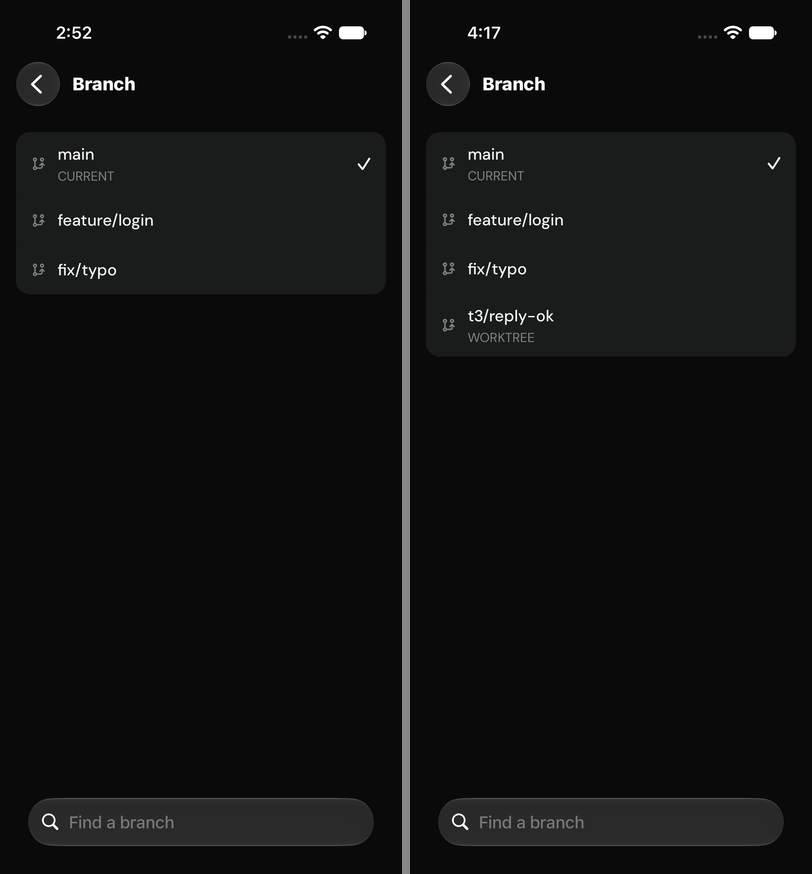 2:52
Branch
main
CURRENT
feature/login
fix/typo
Find a branch
4:17
Branch
main
CURRENT
feature/login
fix/typo
t3/reply-ok
WORKTREE
Find a branch